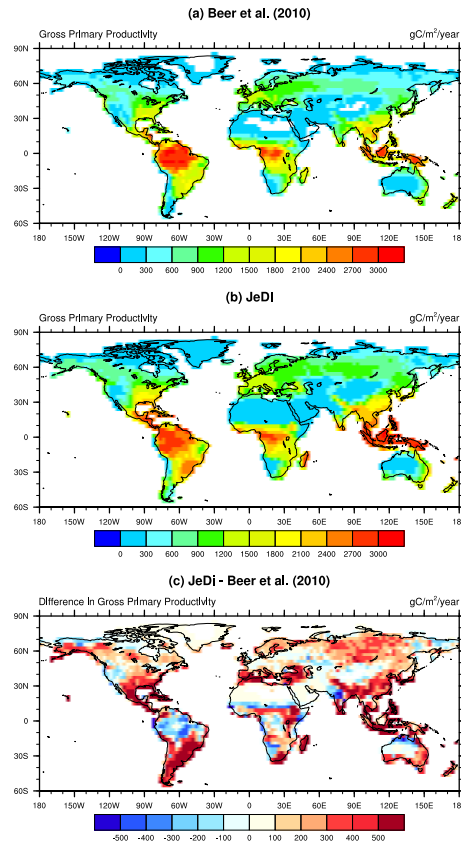 (a) Beer et al. (2010)
Gross Primary Productivity gC/m²/year
90N
60N
30N
0
30S
60S
180 150W 120W 90W 60W 30W 0 30E 60E 90E 120E 150E 180
0 300 600 900 1200 1500 1800 2100 2400 2700 3000
(b) JeDI
Gross Primary Productivity gC/m²/year
90N
60N
30N
0
30S
60S
180 150W 120W 90W 60W 30W 0 30E 60E 90E 120E 150E 180
0 300 600 900 1200 1500 1800 2100 2400 2700 3000
(c) JeDi - Beer et al. (2010)
Difference in Gross Primary Productivity gC/m²/year
90N
60N
30N
0
30S
60S
180 150W 120W 90W 60W 30W 0 30E 60E 90E 120E 150E 180
-500 -400 -300 -200 -100 0 100 200 300 400 500